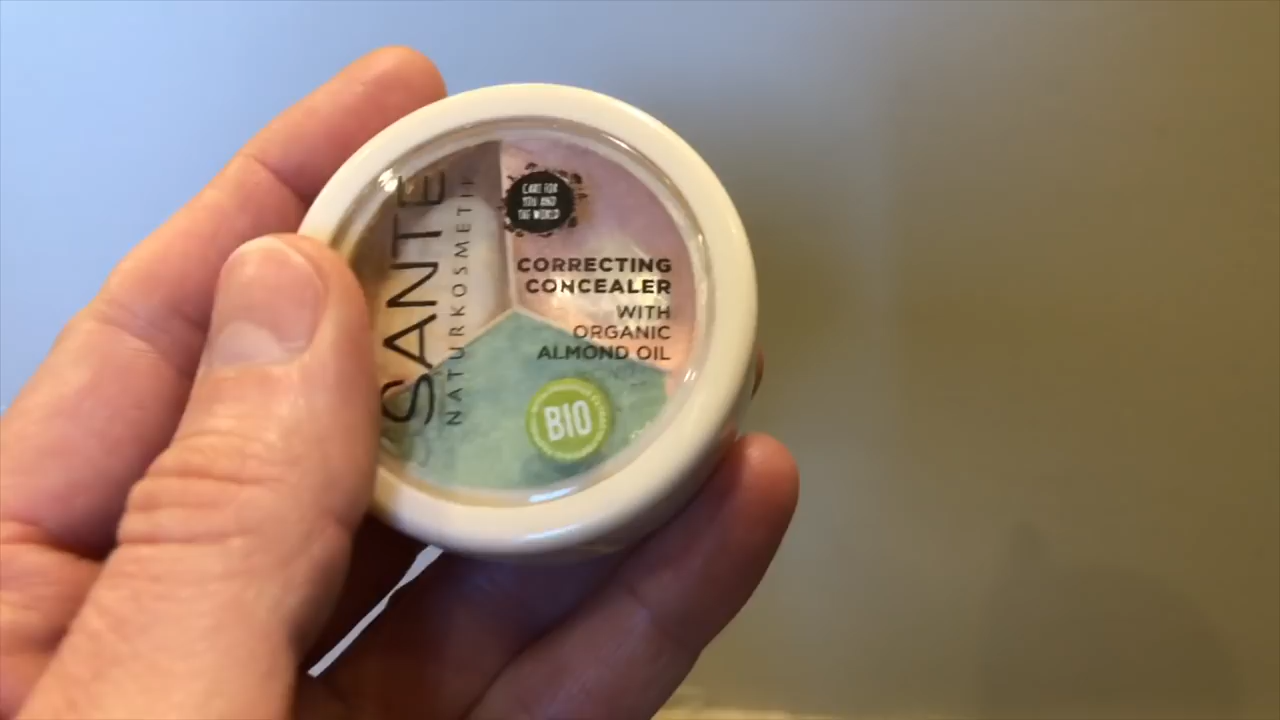 SANTE
NATURKOSMETIK
CARE FOR
YOU AND
THE WORLD
CORRECTING
CONCEALER
WITH
ORGANIC
ALMOND OIL
BIO